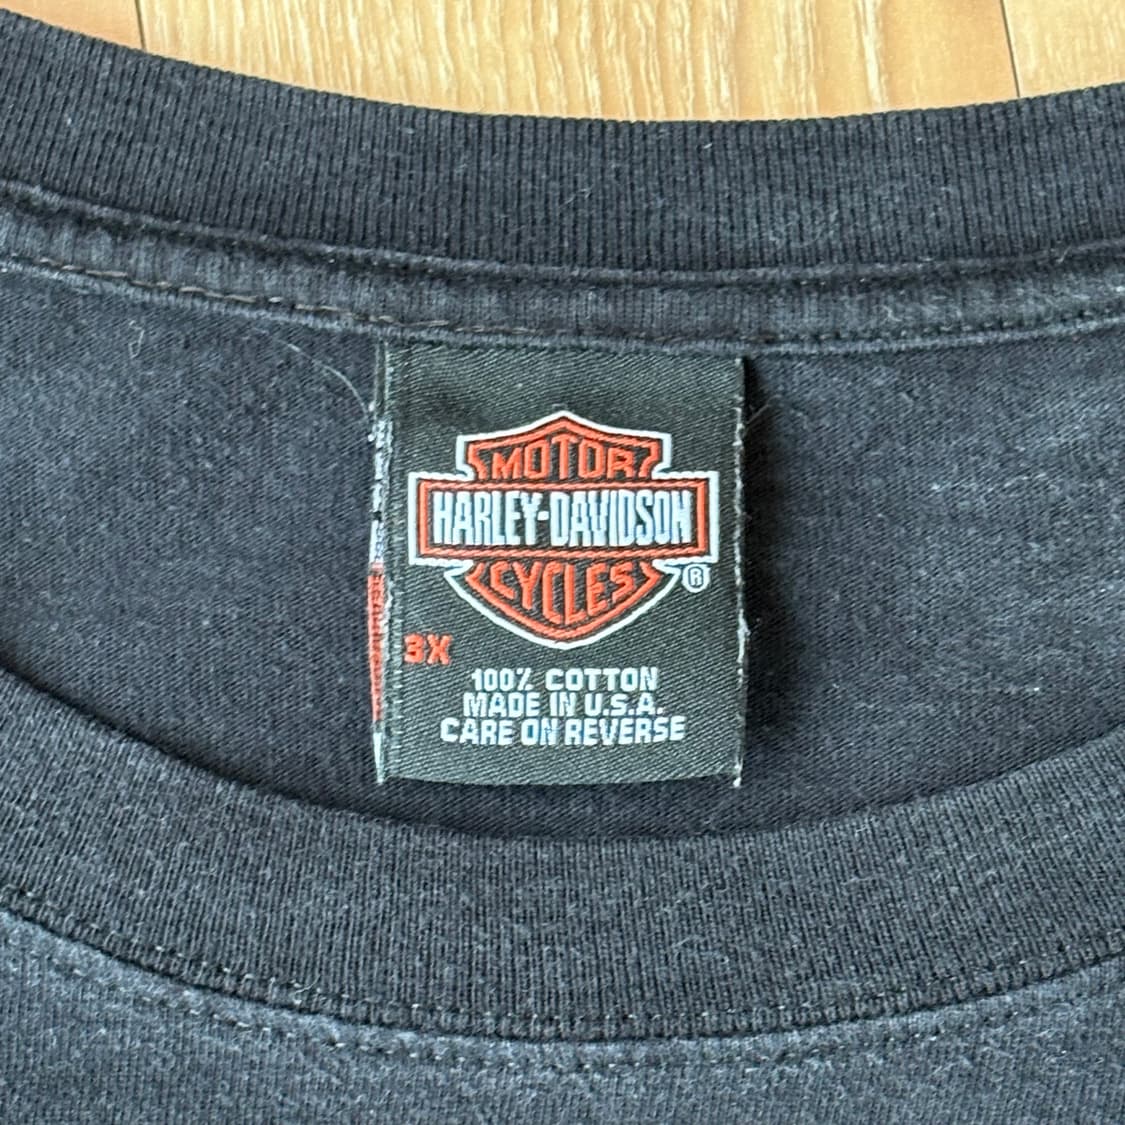 MOTOR
HARLEY-DAVIDSON
CYCLES
®
3X
100% COTTON
MADE IN U.S.A.
CARE ON REVERSE